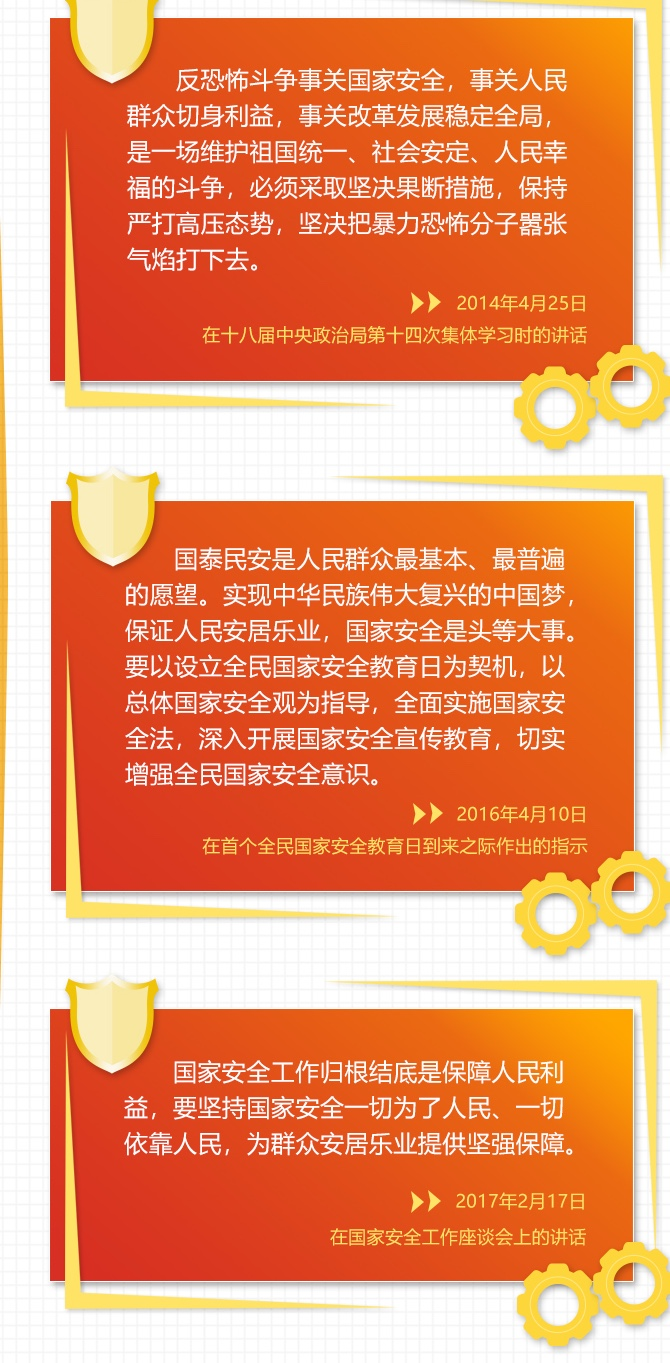 反恐怖斗争事关国家安全，事关人民
群众切身利益，事关改革发展稳定全局，
是一场维护祖国统一、社会安定、人民幸
福的斗争，必须采取坚决果断措施，保持
严打高压态势，坚决把暴力恐怖分子嚣张
气焰打下去。
2014年4月25日
在十八届中央政治局第十四次集体学习时的讲话
国泰民安是人民群众最基本、最普遍
的愿望。实现中华民族伟大复兴的中国梦，
保证人民安居乐业，国家安全是头等大事。
要以设立全民国家安全教育日为契机，以
总体国家安全观为指导，全面实施国家安
全法，深入开展国家安全宣传教育，切实
增强全民国家安全意识。
2016年4月10日
在首个全民国家安全教育日到来之际作出的指示
国家安全工作归根结底是保障人民利
益，要坚持国家安全一切为了人民、一切
依靠人民，为群众安居乐业提供坚强保障。
2017年2月17日
在国家安全工作座谈会上的讲话